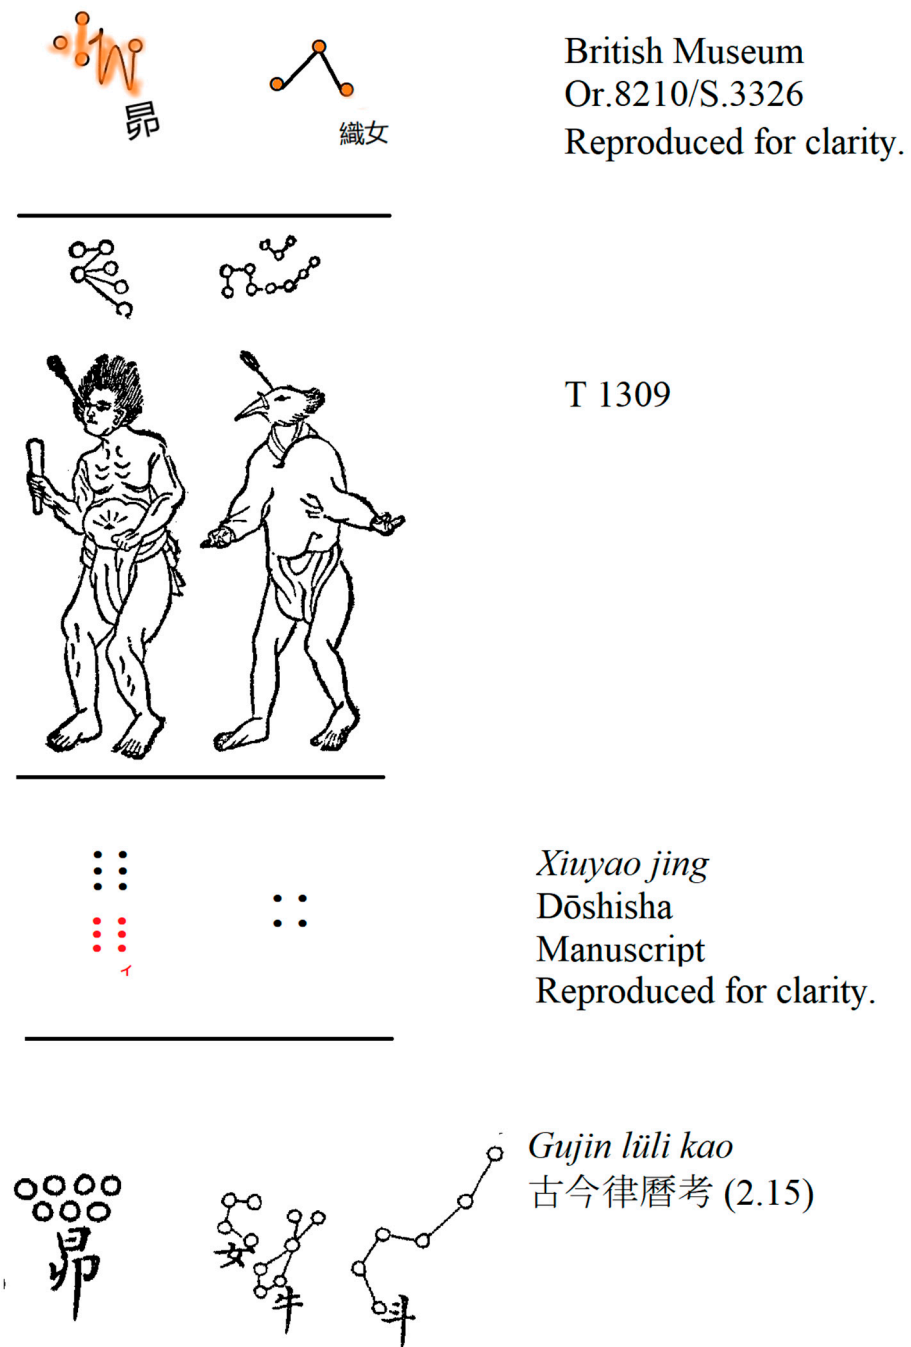 昴
織女
British Museum
Or.8210/S.3326
Reproduced for clarity.
T 1309
イ
Xiuyao jing
Dōshisha
Manuscript
Reproduced for clarity.
昴
女
牛
斗
Gujin lüli kao
古今律曆考 (2.15)